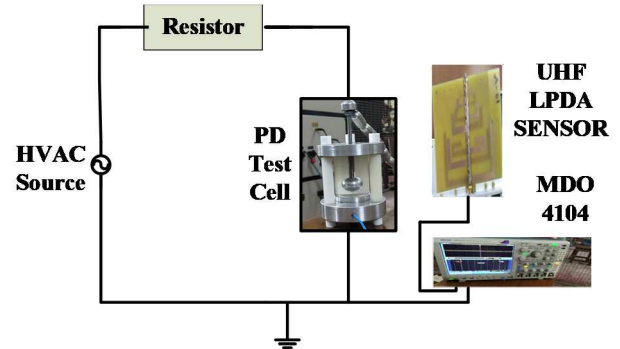 Resistor
HVAC
Source
PD
Test
Cell
UHF
LPDA
SENSOR
MDO
4104